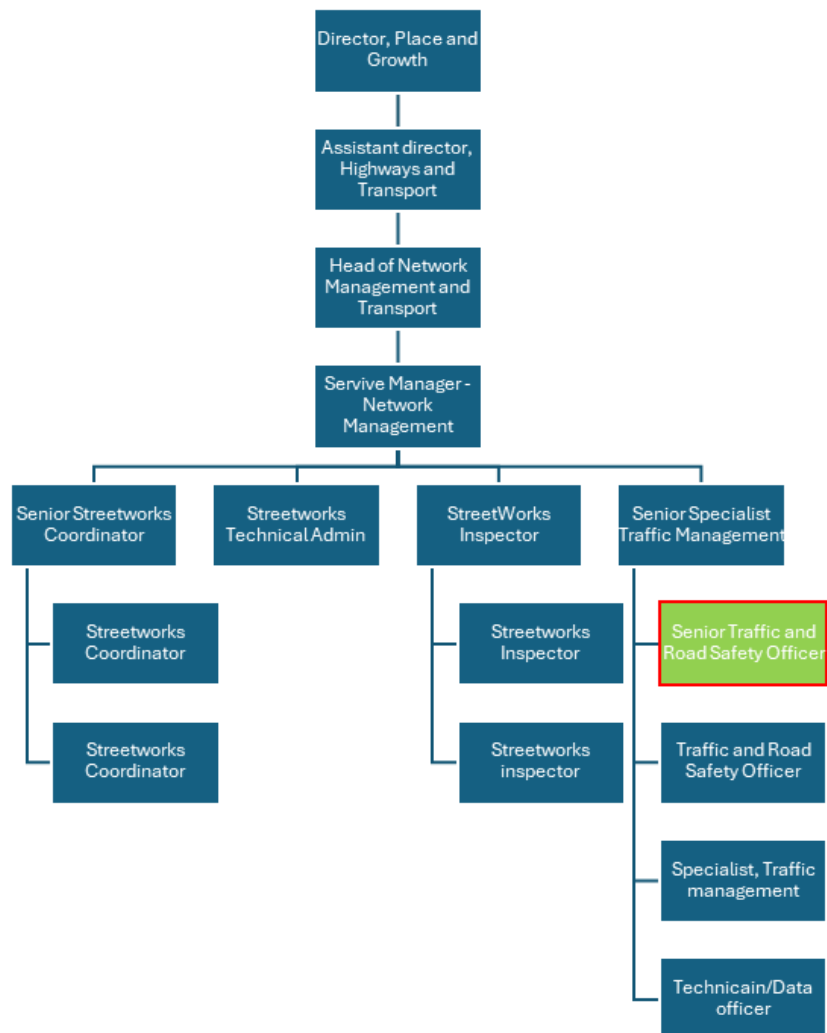 Director, Place and
Growth
Assistant director,
Highways and
Transport
Head of Network
Management and
Transport
Servive Manager -
Network
Management
Senior Streetworks
Coordinator
Streetworks
Technical Admin
StreetWorks
Inspector
Senior Specialist
Traffic Management
Streetworks
Coordinator
Streetworks
Inspector
Senior Traffic and
Road Safety Officer
Streetworks
Coordinator
Streetworks
inspector
Traffic and Road
Safety Officer
Specialist, Traffic
management
Technicain/Data
officer